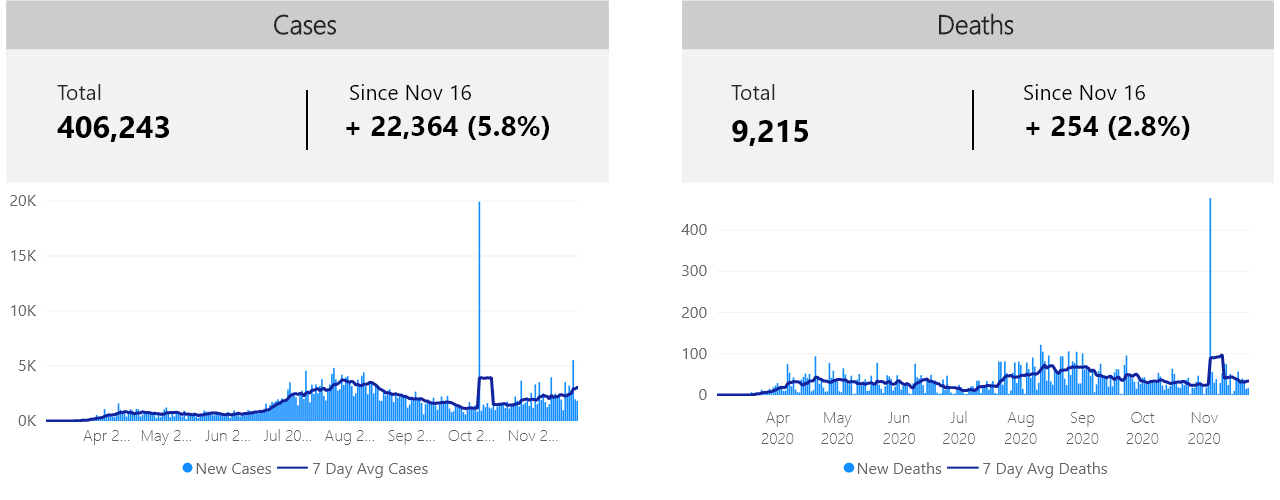 Cases
Total
406,243
Since Nov 16
+ 22,364 (5.8%)
20K
15K
10K
5K
0K
Apr 2... May 2... Jun 2... Jul 20... Aug 2... Sep 2... Oct 2... Nov 2...
New Cases 7 Day Avg Cases
Deaths
Total
9,215
Since Nov 16
+ 254 (2.8%)
400
300
200
100
0
Apr May Jun Jul Aug Sep Oct Nov
2020 2020 2020 2020 2020 2020 2020 2020
New Deaths 7 Day Avg Deaths